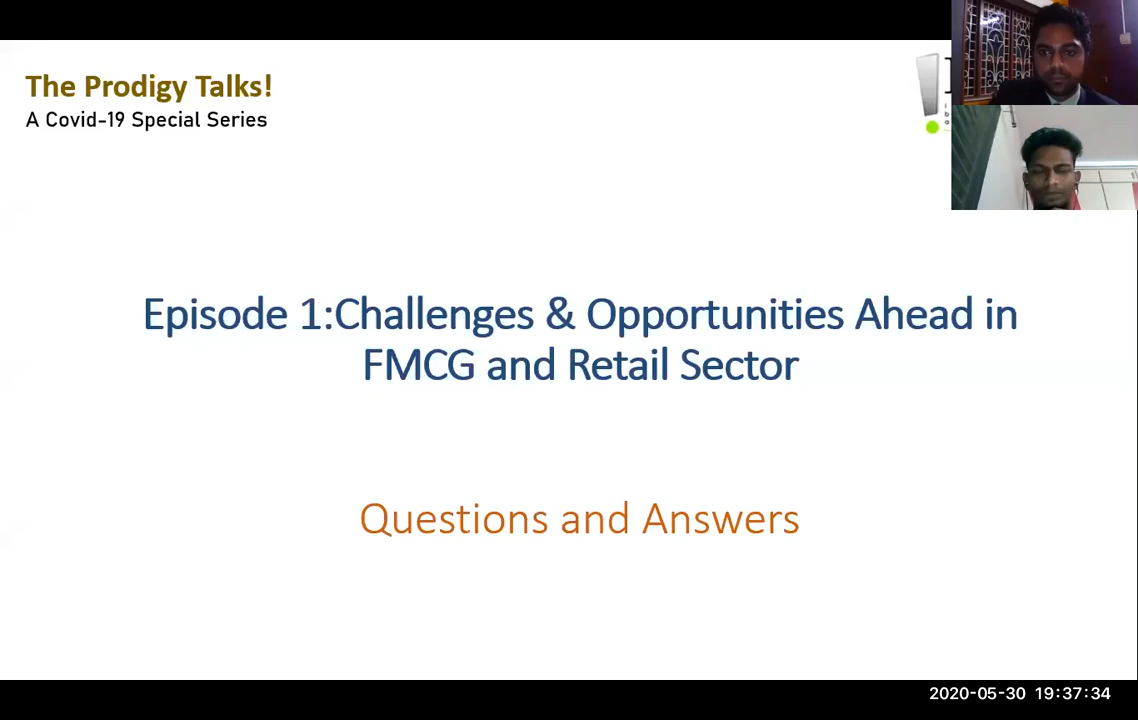 The Prodigy Talks!
A Covid-19 Special Series
Episode 1:Challenges & Opportunities Ahead in
FMCG and Retail Sector
Questions and Answers
2020-05-30 19:37:34